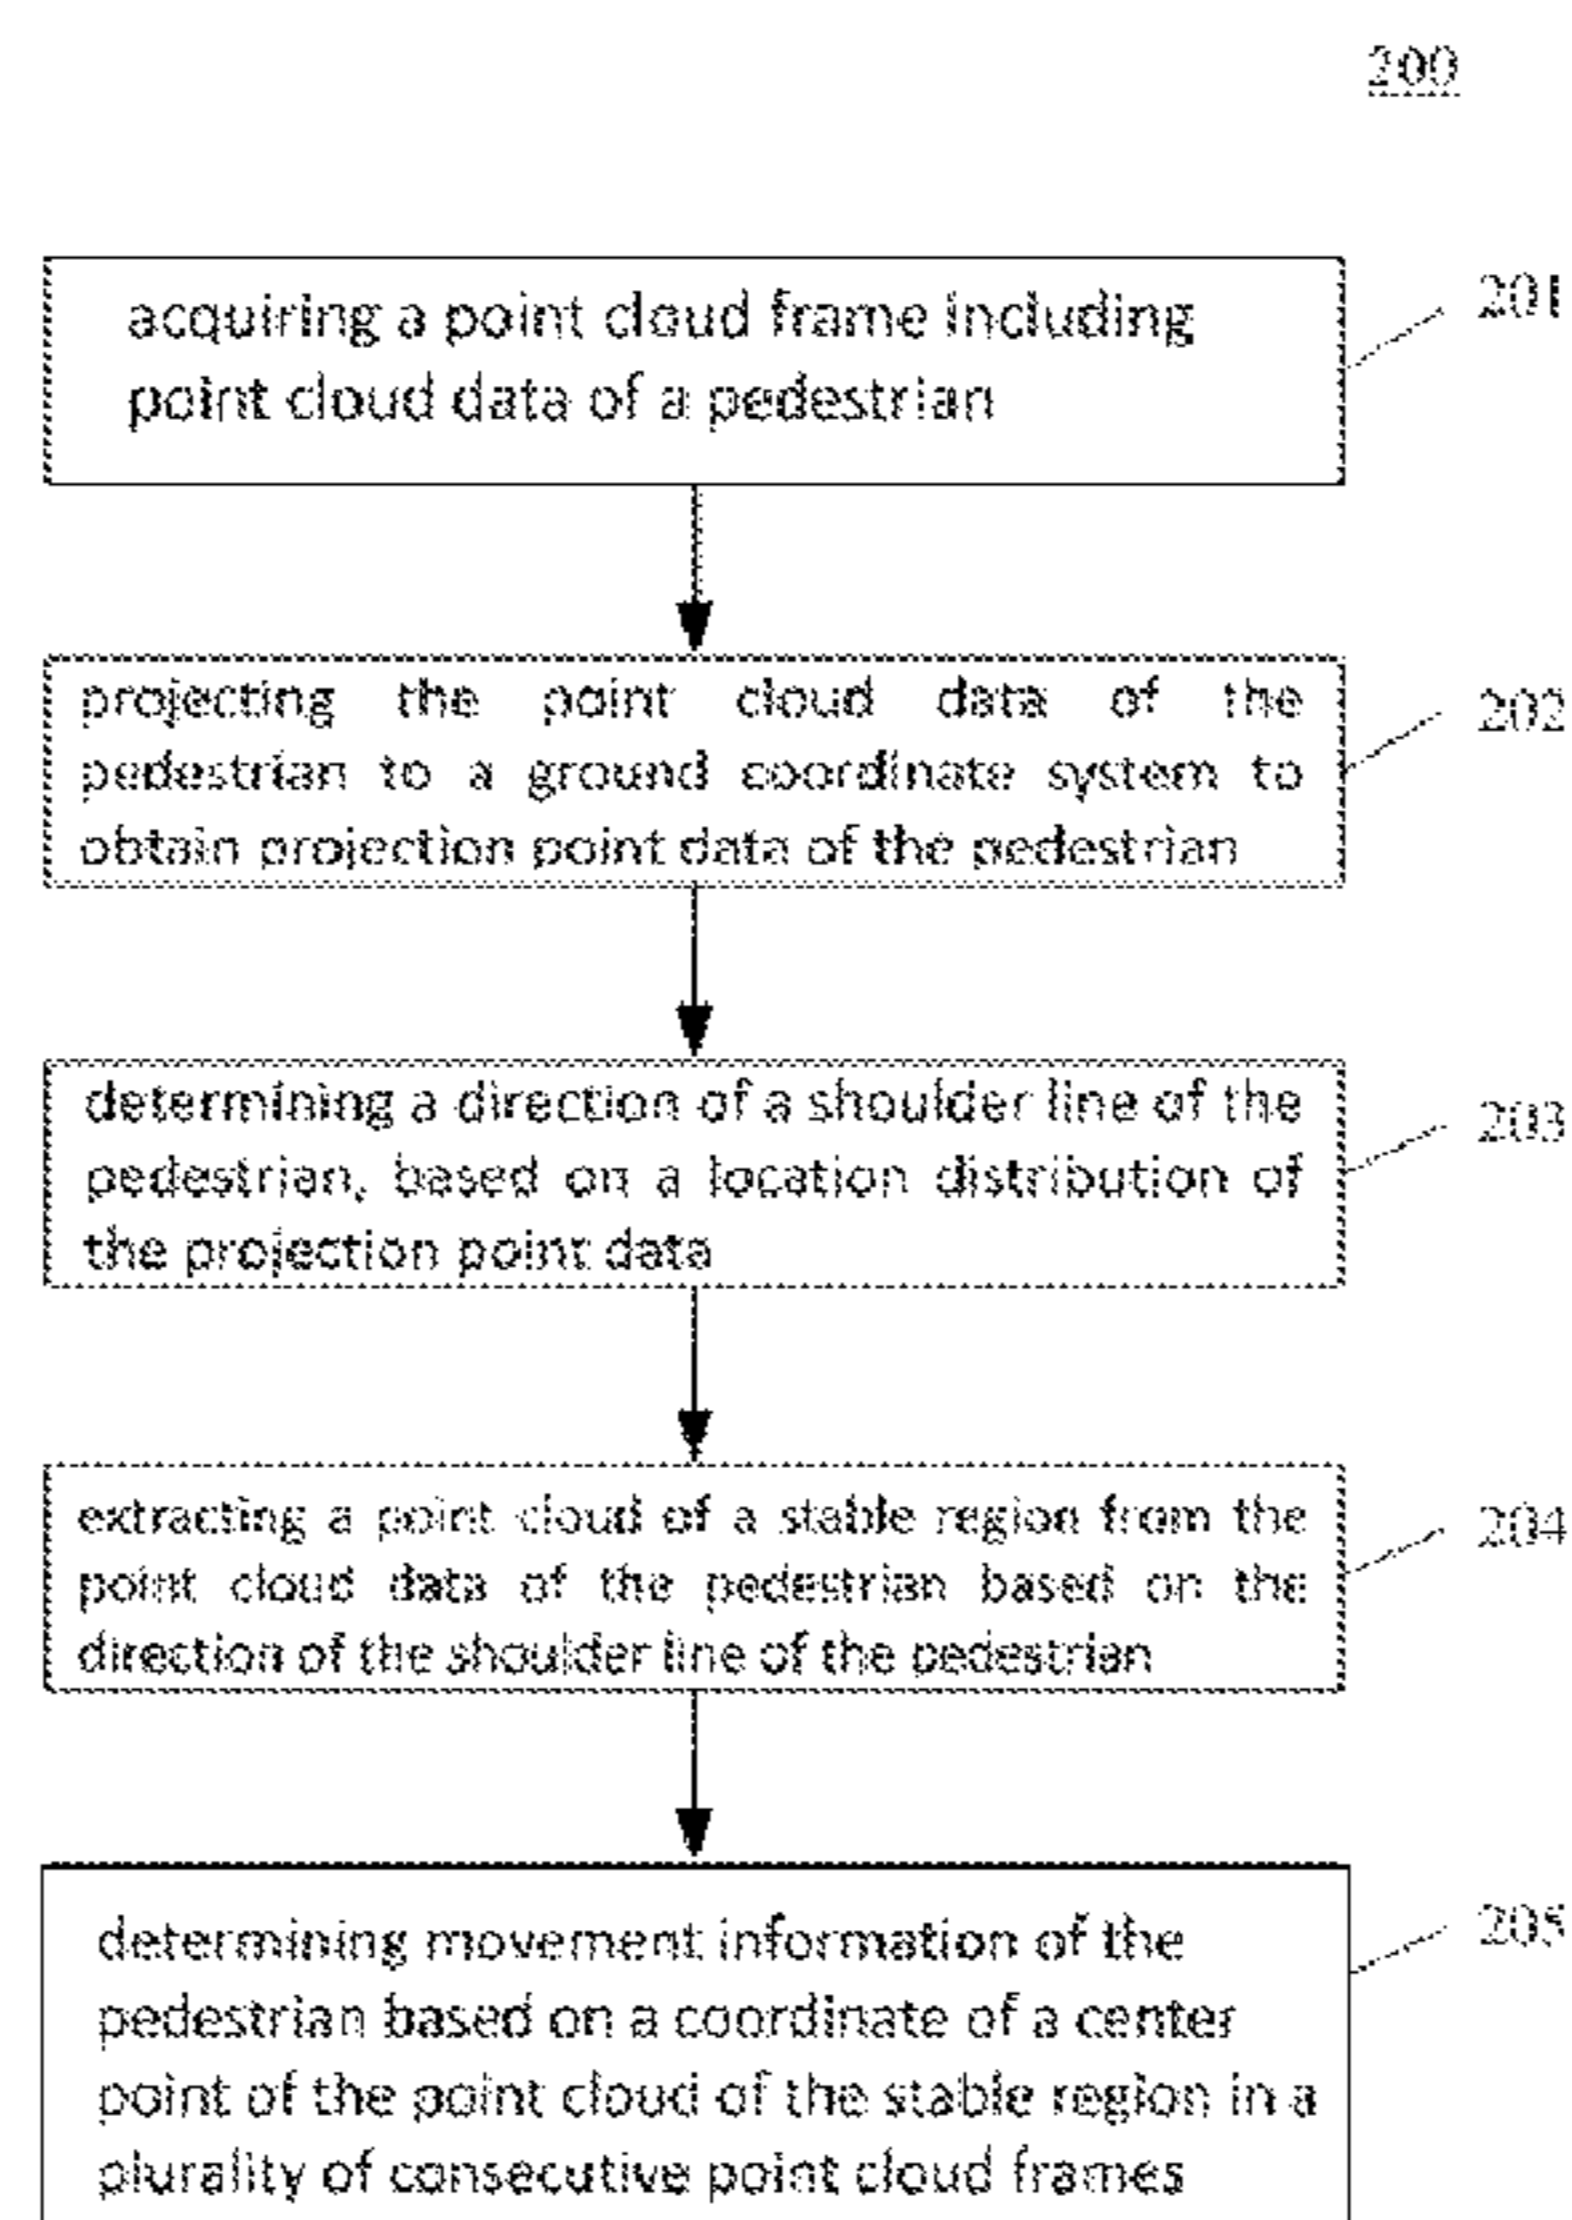 200
acquiring a point cloud frame including
point cloud data of a pedestrian
201
projecting the point cloud data of the
pedestrian to a ground coordinate system to
obtain projection point data of the pedestrian
202
determining a direction of a shoulder line of the
pedestrian, based on a location distribution of
the projection point data
203
extracting a point cloud of a stable region from the
point cloud data of the pedestrian based on the
direction of the shoulder line of the pedestrian
204
determining movement information of the
pedestrian based on a coordinate of a center
point of the point cloud of the stable region in a
plurality of consecutive point cloud frames
205